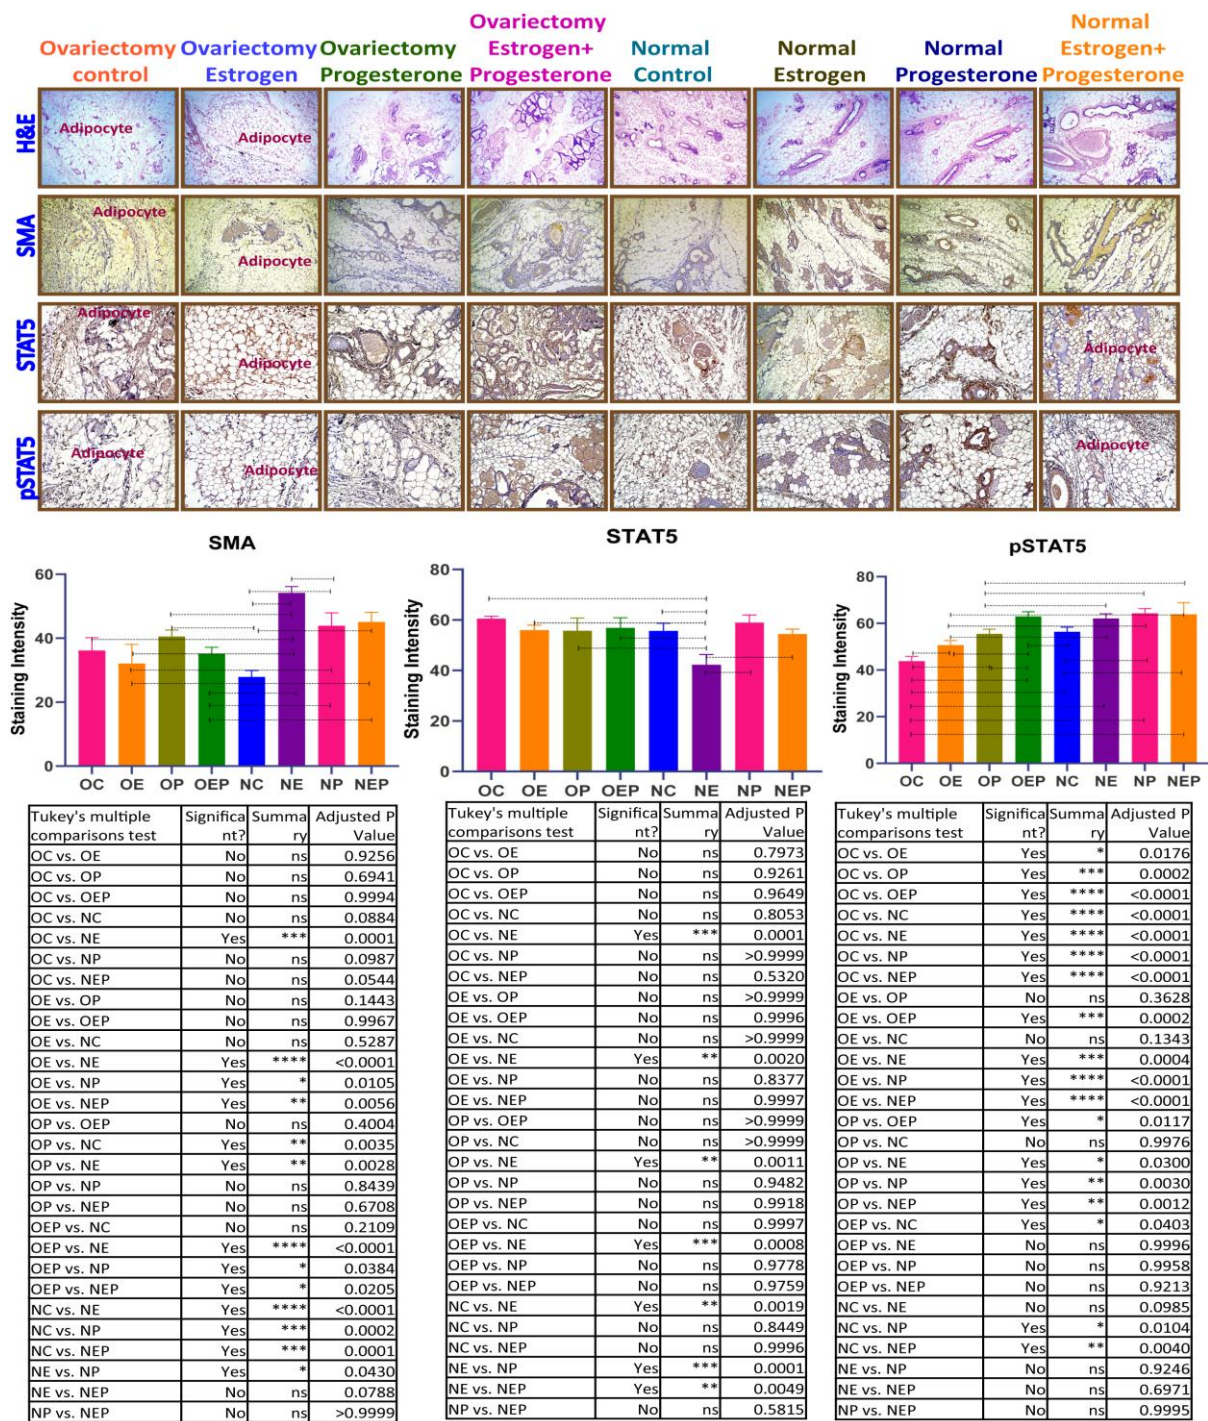 Ovariectomy
control
Ovariectomy
Estrogen
Ovariectomy
Progesterone
Ovariectomy
Estrogen+
Progesterone
Normal
Control
Normal
Estrogen
Normal
Progesterone
Normal
Estrogen+
Progesterone
H&E
Adipocyte
Adipocyte
SMA
Adipocyte
Adipocyte
STAT5
Adipocyte
Adipocyte
Adipocyte
pSTAT5
Adipocyte
Adipocyte
Adipocyte
SMA
Staining Intensity
60
40
20
0
OC OE OP OEP NC NE NP NEP
STAT5
Staining Intensity
80
60
40
20
0
OC OE OP OEP NC NE NP NEP
pSTAT5
Staining Intensity
80
60
40
20
0
OC OE OP OEP NC NE NP NEP
Tukey's multiple Significa Summa Adjusted P
comparisons test nt? ry Value
OC vs. OE No ns 0.9256
OC vs. OP No ns 0.6941
OC vs. OEP No ns 0.9994
OC vs. NC No ns 0.0884
OC vs. NE Yes *** 0.0001
OC vs. NP No ns 0.0987
OC vs. NEP No ns 0.0544
OE vs. OP No ns 0.1443
OE vs. OEP No ns 0.9967
OE vs. NC No ns 0.5287
OE vs. NE Yes **** <0.0001
OE vs. NP Yes * 0.0105
OE vs. NEP Yes ** 0.0056
OP vs. OEP No ns 0.4004
OP vs. NC Yes ** 0.0035
OP vs. NE Yes ** 0.0028
OP vs. NP No ns 0.8439
OP vs. NEP No ns 0.6708
OEP vs. NC No ns 0.2109
OEP vs. NE Yes **** <0.0001
OEP vs. NP Yes * 0.0384
OEP vs. NEP Yes * 0.0205
NC vs. NE Yes **** <0.0001
NC vs. NP Yes *** 0.0002
NC vs. NEP Yes *** 0.0001
NE vs. NP Yes * 0.0430
NE vs. NEP No ns 0.0788
NP vs. NEP No ns >0.9999
Tukey's multiple Significa Summa Adjusted P
comparisons test nt? ry Value
OC vs. OE No ns 0.7973
OC vs. OP No ns 0.9261
OC vs. OEP No ns 0.9649
OC vs. NC No ns 0.8053
OC vs. NE Yes *** 0.0001
OC vs. NP No ns >0.9999
OC vs. NEP No ns 0.5320
OE vs. OP No ns >0.9999
OE vs. OEP No ns 0.9996
OE vs. NC No ns >0.9999
OE vs. NE Yes ** 0.0020
OE vs. NP No ns 0.8377
OE vs. NEP No ns 0.9997
OP vs. OEP No ns >0.9999
OP vs. NC No ns >0.9999
OP vs. NE Yes ** 0.0011
OP vs. NP No ns 0.9482
OP vs. NEP No ns 0.9918
OEP vs. NC No ns 0.9997
OEP vs. NE Yes *** 0.0008
OEP vs. NP No ns 0.9778
OEP vs. NEP No ns 0.9759
NC vs. NE Yes ** 0.0019
NC vs. NP No ns 0.8449
NC vs. NEP No ns 0.9996
NE vs. NP Yes *** 0.0001
NE vs. NEP Yes ** 0.0049
NP vs. NEP No ns 0.5815
Tukey's multiple Significa Summa Adjusted P
comparisons test nt? ry Value
OC vs. OE Yes * 0.0176
OC vs. OP Yes *** 0.0002
OC vs. OEP Yes **** <0.0001
OC vs. NC Yes **** <0.0001
OC vs. NE Yes **** <0.0001
OC vs. NP Yes **** <0.0001
OC vs. NEP Yes **** <0.0001
OE vs. OP No ns 0.3628
OE vs. OEP Yes *** 0.0002
OE vs. NC No ns 0.1343
OE vs. NE Yes *** 0.0004
OE vs. NP Yes **** <0.0001
OE vs. NEP Yes **** <0.0001
OP vs. OEP Yes * 0.0117
OP vs. NC No ns 0.9976
OP vs. NE Yes * 0.0300
OP vs. NP Yes ** 0.0030
OP vs. NEP Yes ** 0.0012
OEP vs. NC Yes * 0.0403
OEP vs. NE No ns 0.9996
OEP vs. NP No ns 0.9958
OEP vs. NEP No ns 0.9213
NC vs. NE No ns 0.0985
NC vs. NP Yes * 0.0104
NC vs. NEP Yes ** 0.0040
NE vs. NP No ns 0.9246
NE vs. NEP No ns 0.6971
NP vs. NEP No ns 0.9995